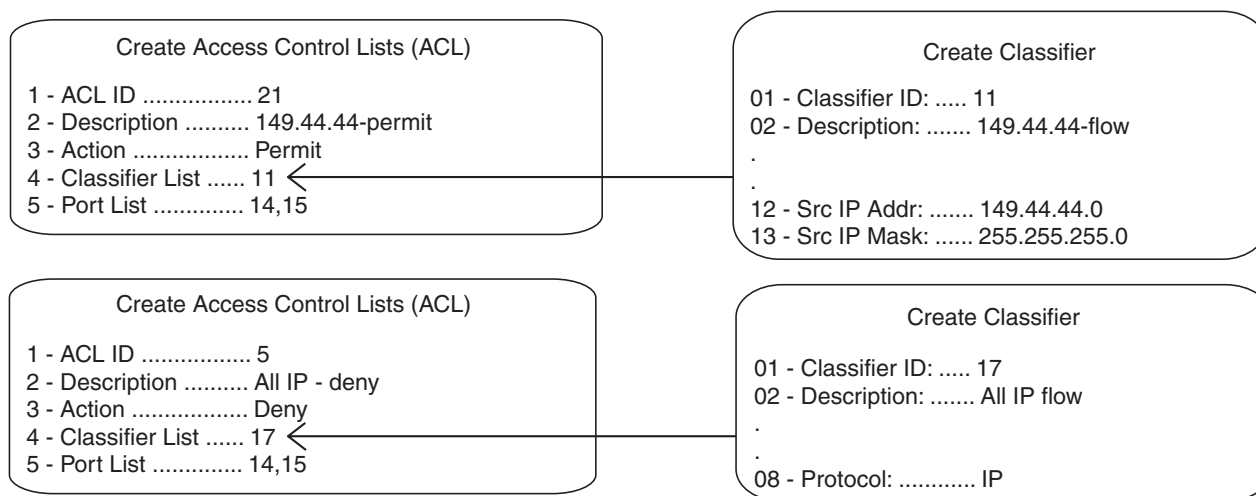 Create Access Control Lists (ACL)
1 - ACL ID ................. 21
2 - Description .......... 149.44.44-permit
3 - Action ................... Permit
4 - Classifier List ...... 11
5 - Port List .............. 14,15
Create Classifier
01 - Classifier ID: ..... 11
02 - Description: ....... 149.44.44-flow
.
.
12 - Src IP Addr: ....... 149.44.44.0
13 - Src IP Mask: ...... 255.255.255.0
Create Access Control Lists (ACL)
1 - ACL ID ................. 5
2 - Description .......... All IP - deny
3 - Action ................... Deny
4 - Classifier List ...... 17
5 - Port List .............. 14,15
Create Classifier
01 - Classifier ID: ..... 17
02 - Description: ....... All IP flow
.
.
08 - Protocol: ............ IP